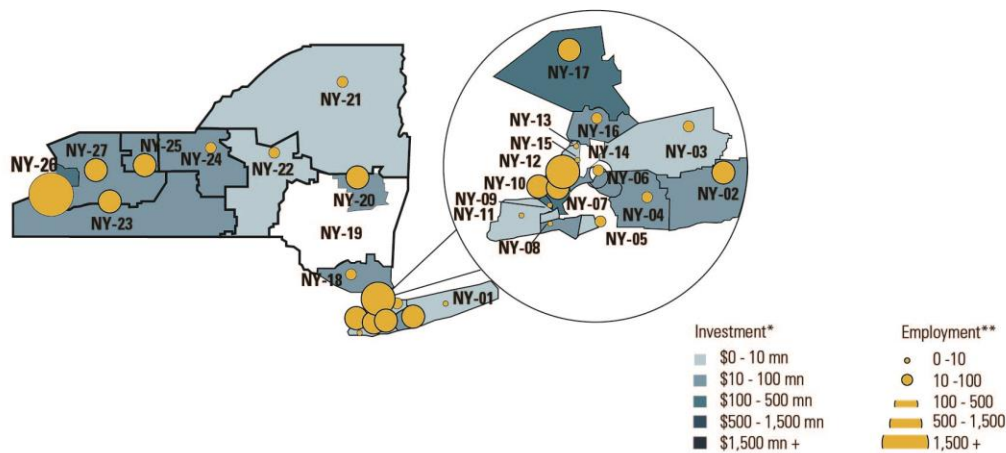 NY-21
NY-26
NY-27
NY-25
NY-24
NY-22
NY-23
NY-20
NY-19
NY-18
NY-01
NY-17
NY-13
NY-16
NY-15
NY-14
NY-12
NY-03
NY-10
NY-06
NY-02
NY-09
NY-07
NY-11
NY-04
NY-08
NY-05
Investment*
$0 - 10 mn
$10 - 100 mn
$100 - 500 mn
$500 - 1,500 mn
$1,500 mn +
Employment**
0 -10
10 -100
100 - 500
500 - 1,500
1,500 +